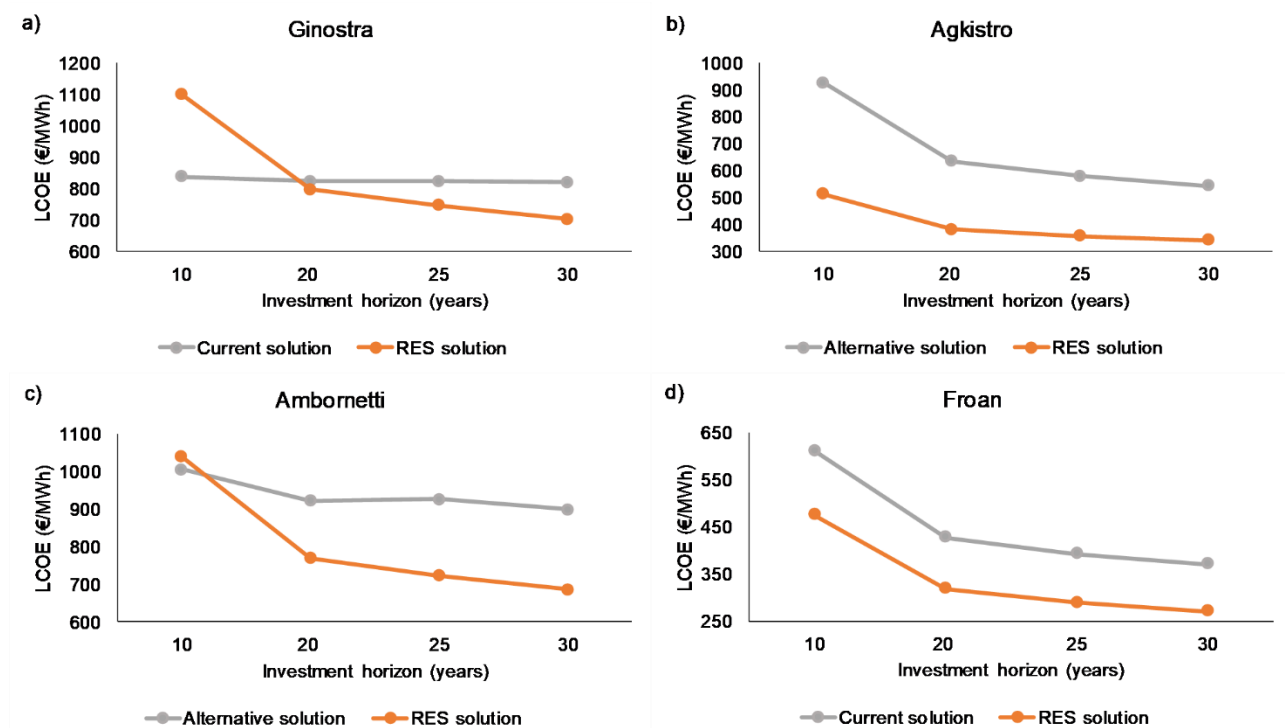 a)
Ginostra
LCOE (€/MWh)
1200
1100
1000
900
800
700
600
10 20 25 30
Investment horizon (years)
Current solution RES solution
b)
Agkistro
LCOE (€/MWh)
1000
900
800
700
600
500
400
300
10 20 25 30
Investment horizon (years)
Alternative solution RES solution
c)
Ambornetti
LCOE (€/MWh)
1100
1000
900
800
700
600
10 20 25 30
Investment horizon (years)
Alternative solution RES solution
d)
Froan
LCOE (€/MWh)
650
550
450
350
250
10 20 25 30
Investment horizon (years)
Current solution RES solution